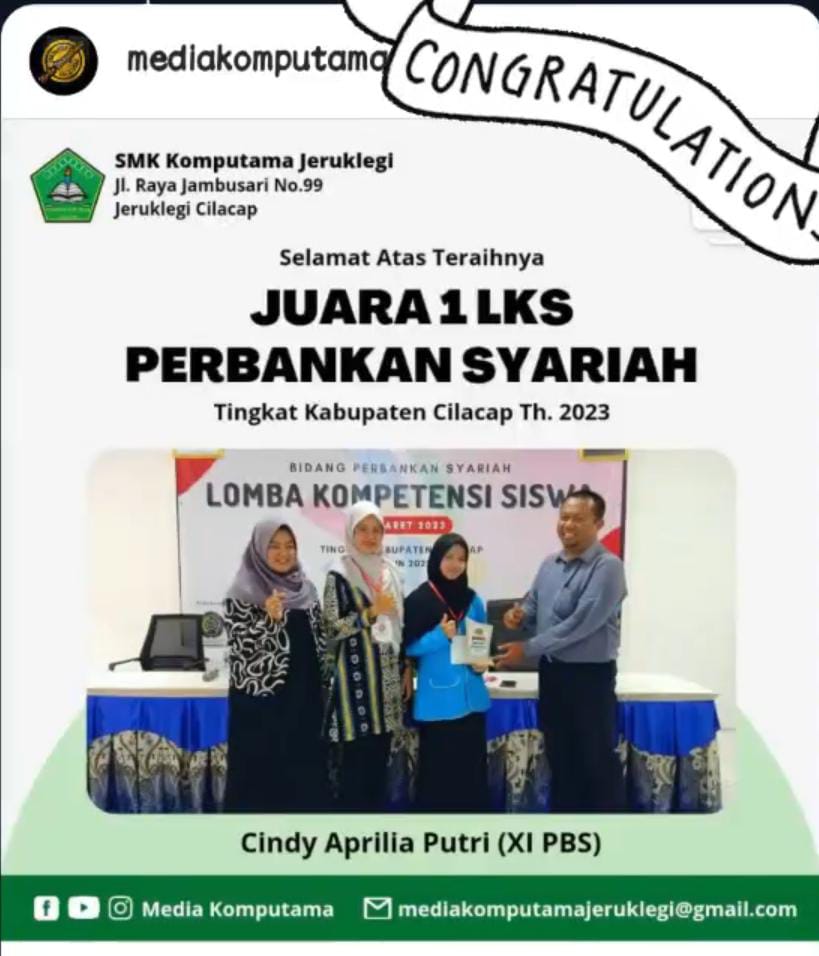 mediakomputama
CONGRATULATIONS
SMK Komputama Jeruklegi
Jl. Raya Jambusari No.99
Jeruklegi Cilacap
Selamat Atas Teraihnya
JUARA 1 LKS
PERBANKAN SYARIAH
Tingkat Kabupaten Cilacap Th. 2023
BIDANG PERBANKAN SYARIAH
LOMBA KOMPETENSI SISWA
ARET 2023
Cindy Aprilia Putri (XI PBS)
Media Komputama
mediakomputamajeruklegi@gmail.com